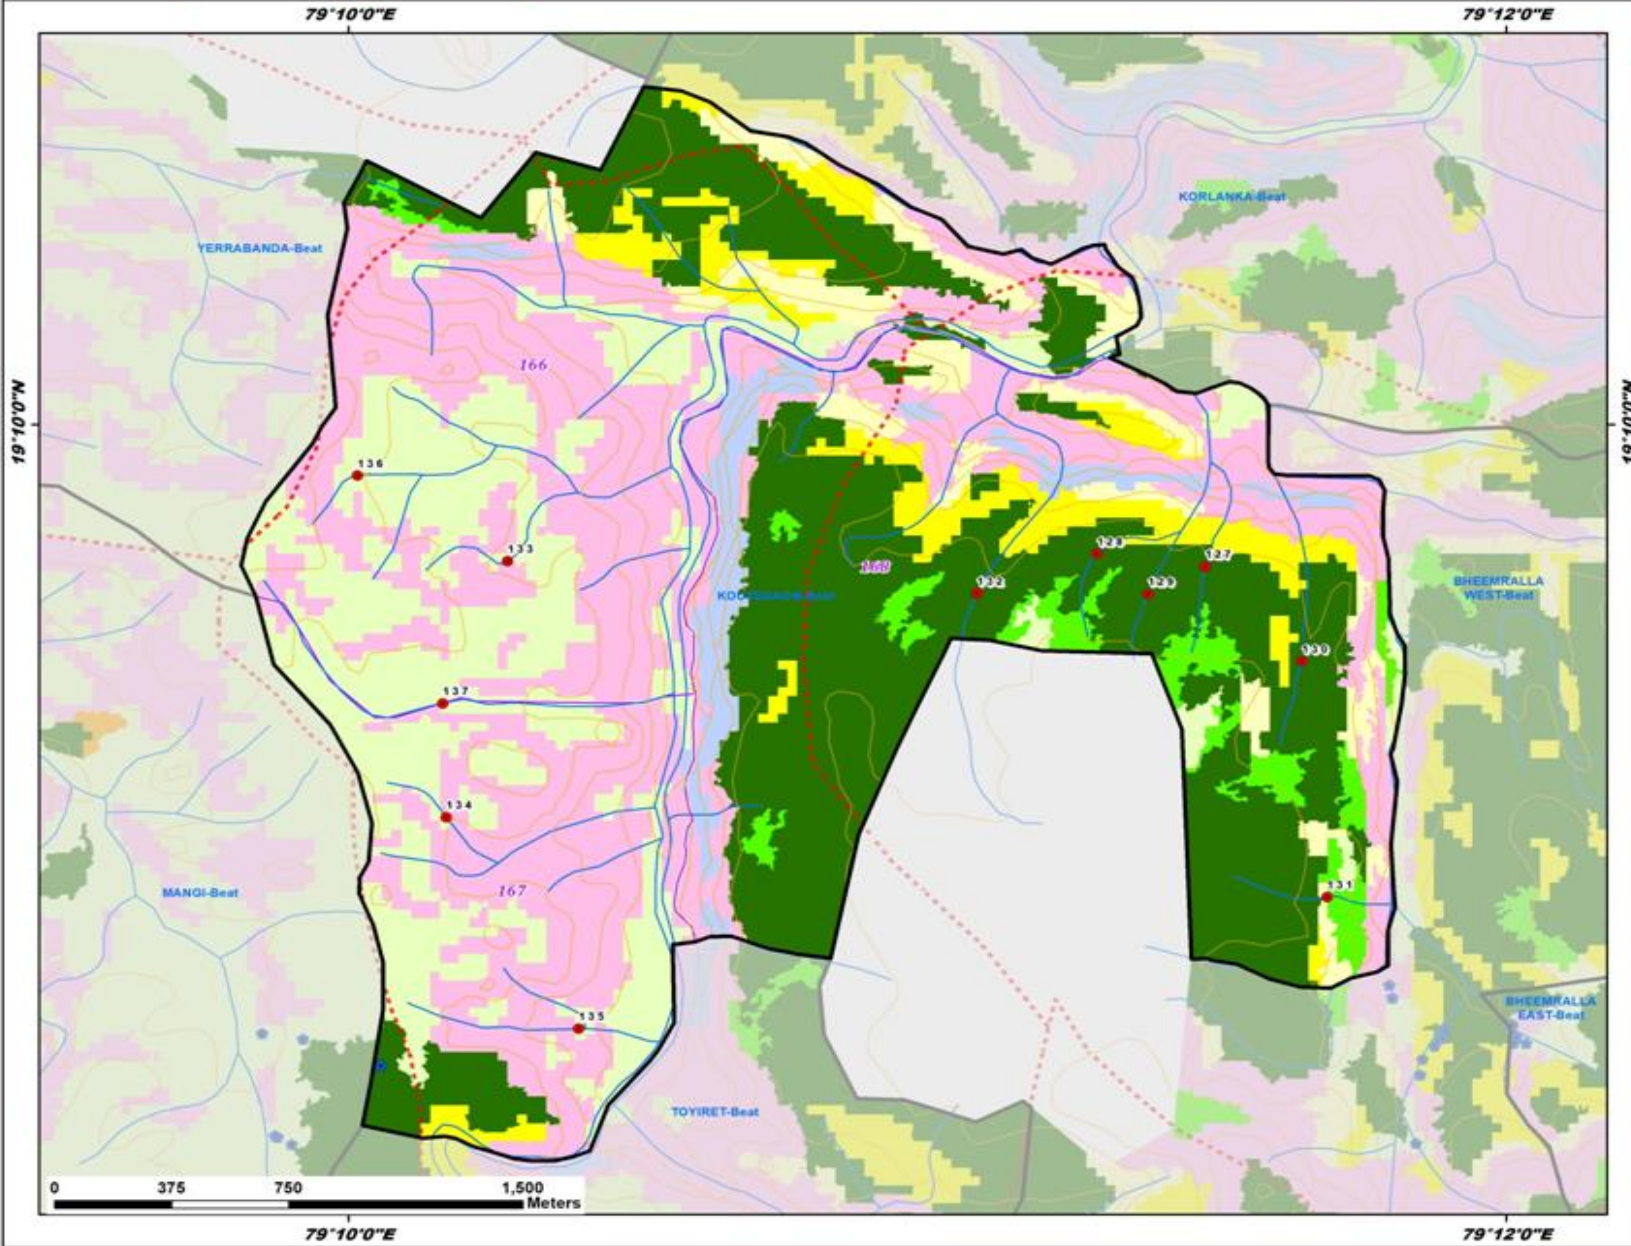 79°10'0"E
79°12'0"E
KORLANKA-Beat
YERRABANDA-Beat
166
19°10'0"N
19°10'0"N
136
133
128
127
168
132
129
BHEEMRALLA
WEST-Beat
130
137
134
167
131
MANGI-Beat
BHEEMRALLA
EAST-Beat
135
TOYIRET-Beat
0 375 750 1,500
Meters
79°10'0"E
79°12'0"E